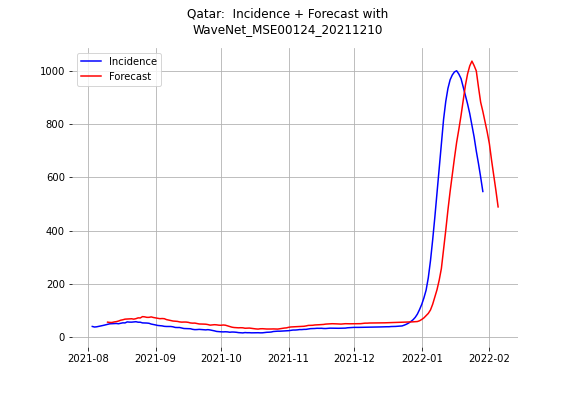 Qatar:  Incidence + Forecast with
WaveNet_MSE00124_20211210
Incidence
Forecast
1000
800
600
400
200
0
2021-08 2021-09 2021-10 2021-11 2021-12 2022-01 2022-02